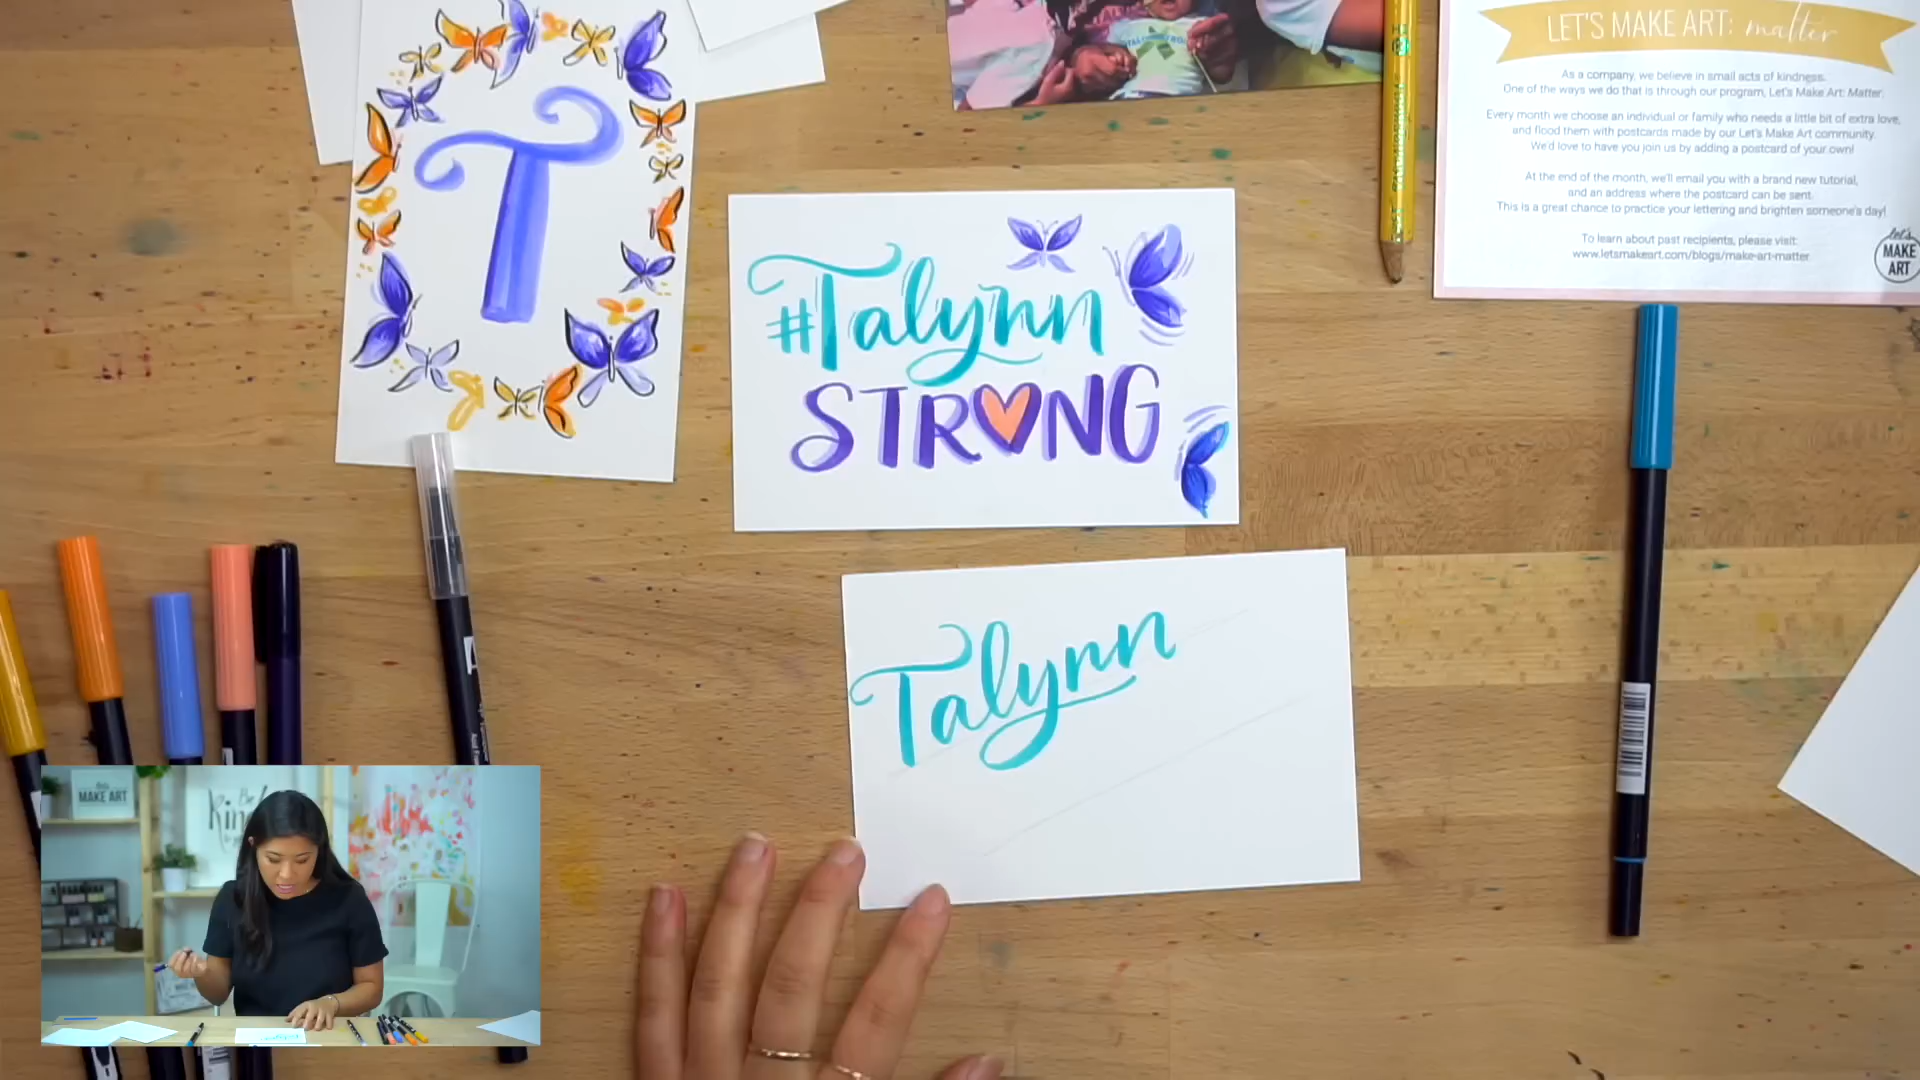 LET'S MAKE ART: matter
As a company, we believe in small acts of kindness.
One of the ways we do that is through our program, Let's Make Art: Matter.
Every month we choose an individual or family who needs a little bit of extra love,
and flood them with postcards made by our Let's Make Art community.
We'd love to have you join us by adding a postcard of your own!
At the end of the month, we'll email you with a brand new tutorial,
and an address where the postcard can be sent.
This is a great chance to practice your lettering and brighten someone's day!
To learn about past recipients, please visit:
www.letsmakeart.com/blogs/make-art-matter
let's
MAKE
ART
T
#Talynn
STRONG
Talynn
MAKE ART